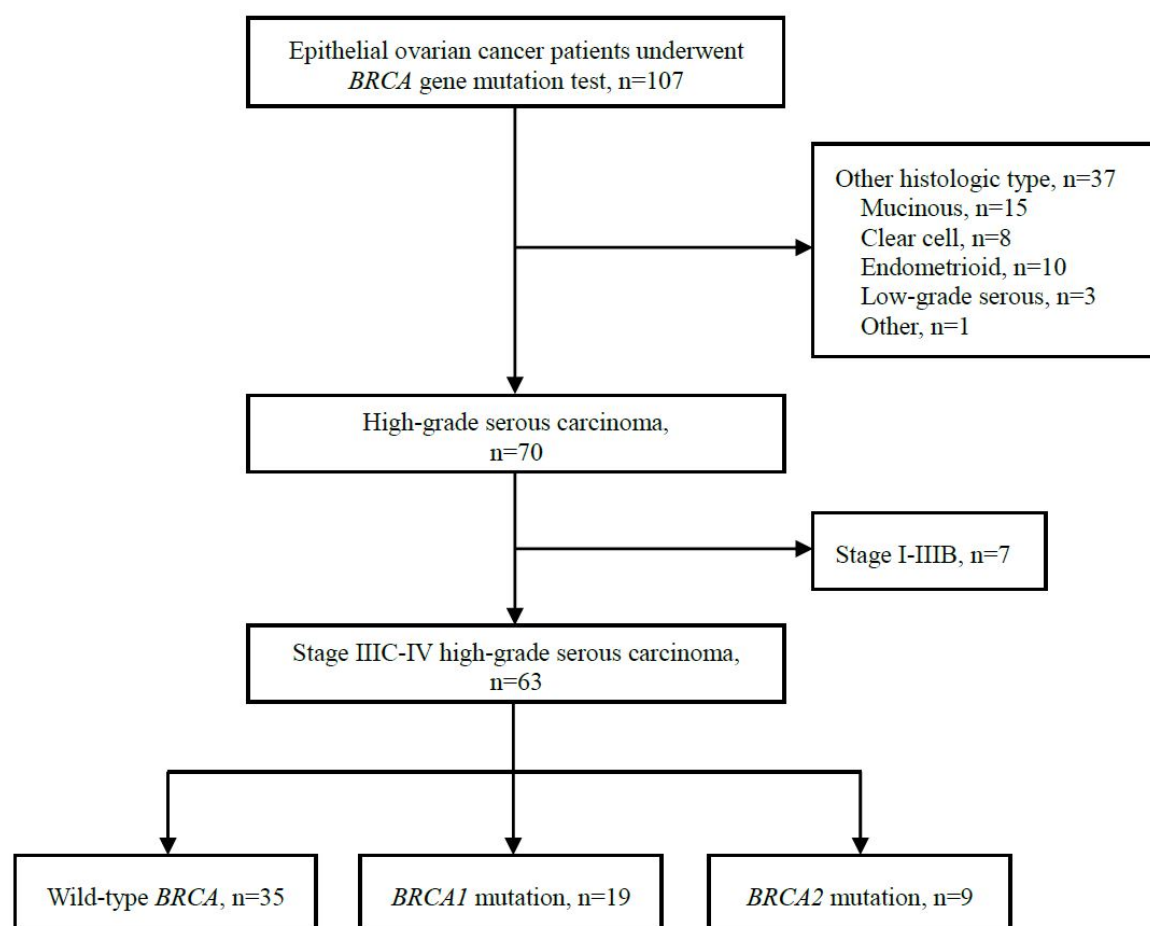 Epithelial ovarian cancer patients underwent
BRCA gene mutation test, n=107
Other histologic type, n=37
Mucinous, n=15
Clear cell, n=8
Endometrioid, n=10
Low-grade serous, n=3
Other, n=1
High-grade serous carcinoma,
n=70
Stage I-IIIB, n=7
Stage IIIC-IV high-grade serous carcinoma,
n=63
Wild-type BRCA, n=35
BRCA1 mutation, n=19
BRCA2 mutation, n=9